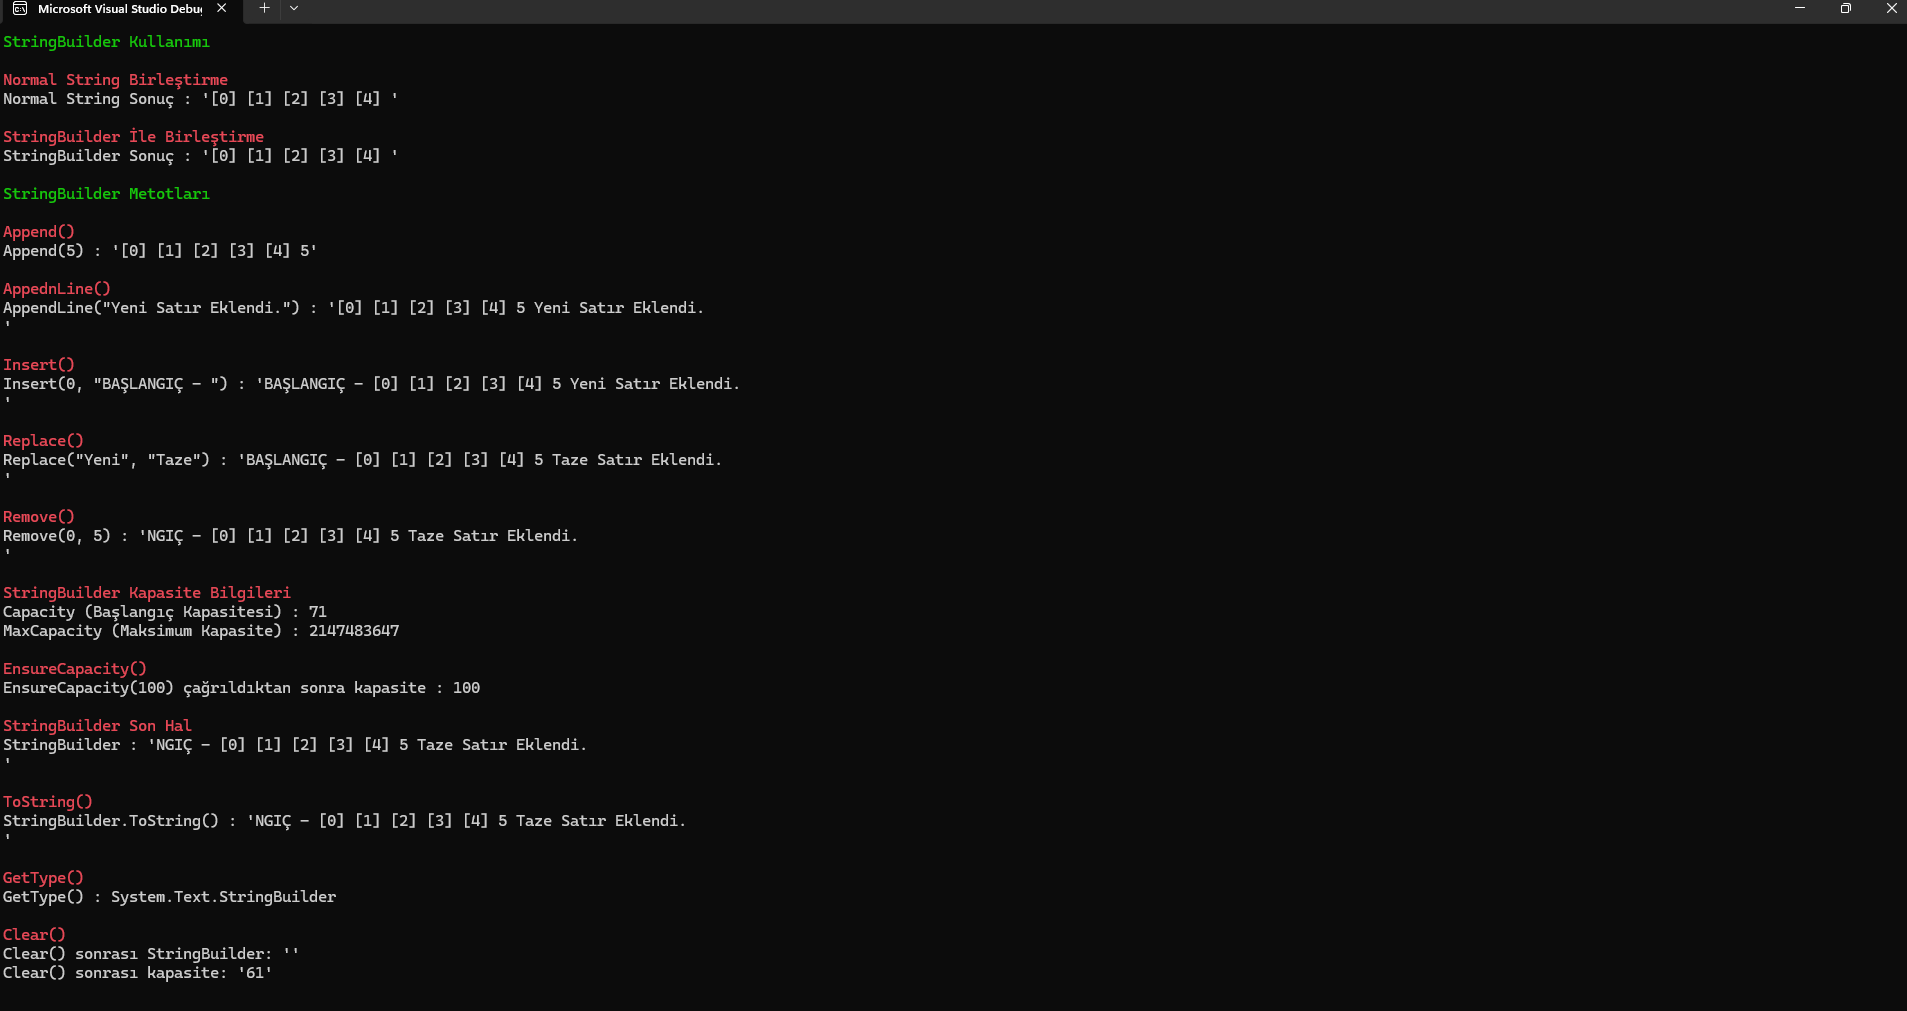 Microsoft Visual Studio Debug
StringBuilder Kullanımı
Normal String Birleştirme
Normal String Sonuç : '[0] [1] [2] [3] [4] '
StringBuilder İle Birleştirme
StringBuilder Sonuç : '[0] [1] [2] [3] [4] '
StringBuilder Metotları
Append()
Append(5) : '[0] [1] [2] [3] [4] 5'
AppednLine()
AppendLine("Yeni Satır Eklendi.") : '[0] [1] [2] [3] [4] 5 Yeni Satır Eklendi.
'
Insert()
Insert(0, "BAŞLANGIÇ - ") : 'BAŞLANGIÇ - [0] [1] [2] [3] [4] 5 Yeni Satır Eklendi.
'
Replace()
Replace("Yeni", "Taze") : 'BAŞLANGIÇ - [0] [1] [2] [3] [4] 5 Taze Satır Eklendi.
'
Remove()
Remove(0, 5) : 'NGIÇ - [0] [1] [2] [3] [4] 5 Taze Satır Eklendi.
'
StringBuilder Kapasite Bilgileri
Capacity (Başlangıç Kapasitesi) : 71
MaxCapacity (Maksimum Kapasite) : 2147483647
EnsureCapacity()
EnsureCapacity(100) çağrıldıktan sonra kapasite : 100
StringBuilder Son Hal
StringBuilder : 'NGIÇ - [0] [1] [2] [3] [4] 5 Taze Satır Eklendi.
'
ToString()
StringBuilder.ToString() : 'NGIÇ - [0] [1] [2] [3] [4] 5 Taze Satır Eklendi.
'
GetType()
GetType() : System.Text.StringBuilder
Clear()
Clear() sonrası StringBuilder: ''
Clear() sonrası kapasite: '61'